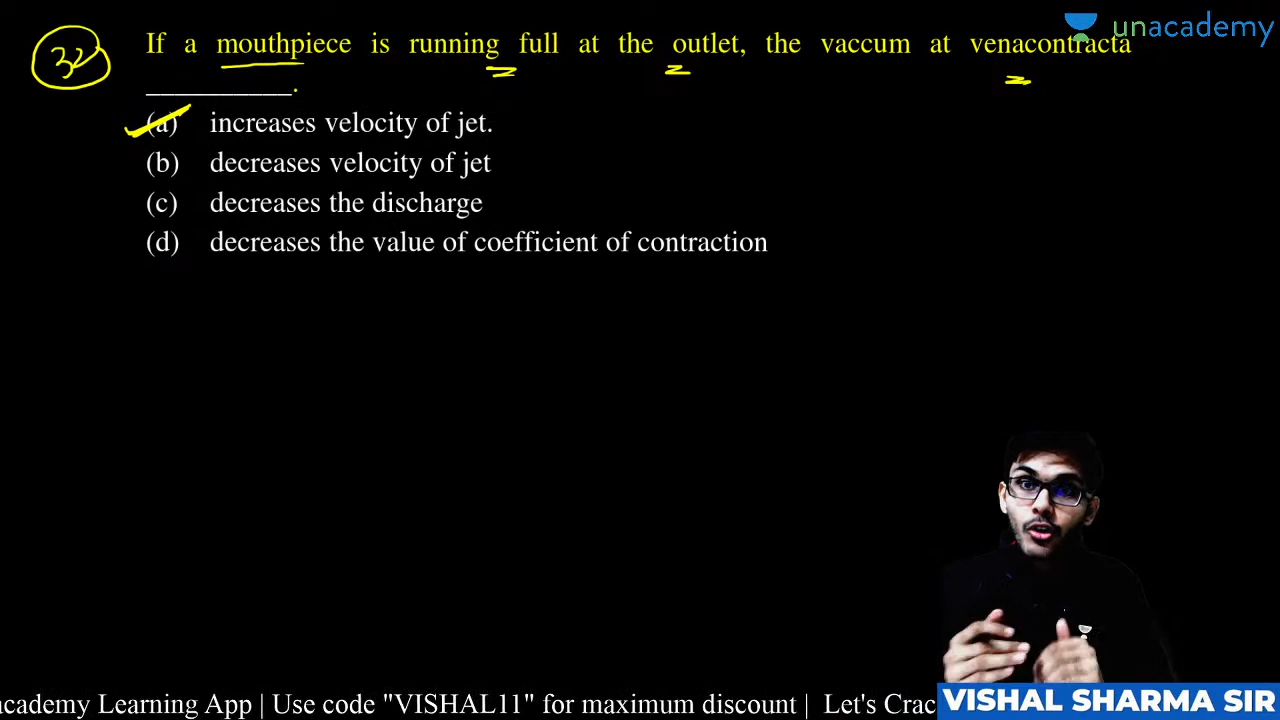 unacademy
32
If a mouthpiece is running full at the outlet, the vaccum at venacontracta
___________.
(a) increases velocity of jet.
(b) decreases velocity of jet
(c) decreases the discharge
(d) decreases the value of coefficient of contraction
academy Learning App | Use code "VISHAL11" for maximum discount | Let's Crac
VISHAL SHARMA SIR